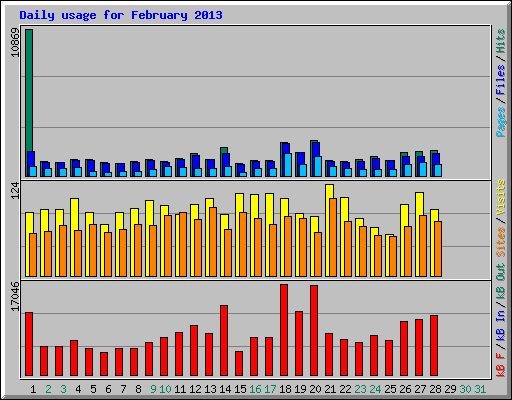 Daily usage for February 2013
10869
Pages / Files / Hits
124
Sites / Visits
17046
kB F / kB In / kB Out
1 2 3 4 5 6 7 8 9 10 11 12 13 14 15 16 17 18 19 20 21 22 23 24 25 26 27 28 29 30 31